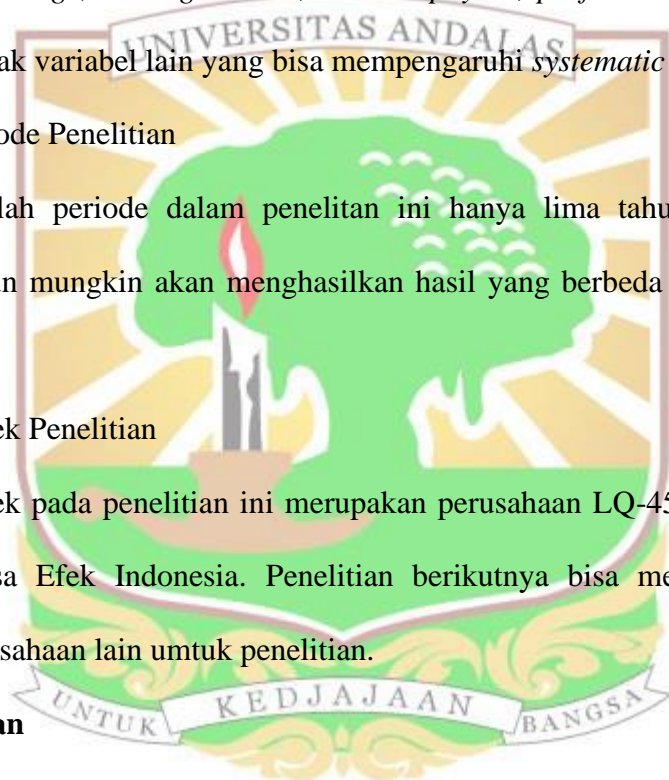 UNIVERSITAS ANDALAS
ak variabel lain yang bisa mempengaruhi systematic
ode Penelitian
lah periode dalam penelitan ini hanya lima tahu
un mungkin akan menghasilkan hasil yang berbeda
ek Penelitian
ek pada penelitian ini merupakan perusahaan LQ-45
sa Efek Indonesia. Penelitian berikutnya bisa me
sahaan lain umtuk penelitian.
UNTUK KEDJAJAAN BANGSA
an